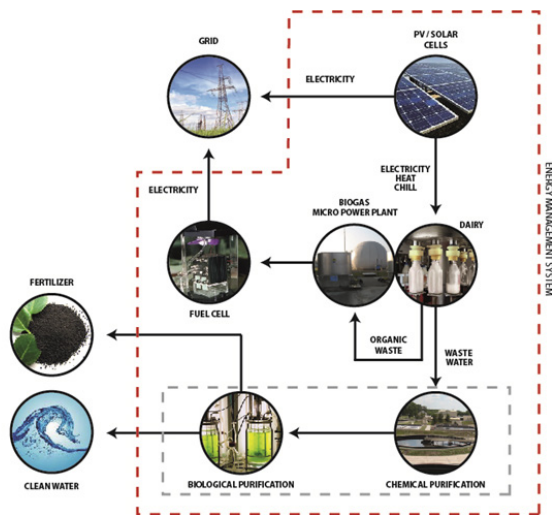 GRID
PV / SOLAR
CELLS
ELECTRICITY
ELECTRICITY
HEAT
CHILL
ELECTRICITY
BIOGAS
MICRO POWER PLANT
DAIRY
ENERGY MANAGEMENT SYSTEM
FERTILIZER
FUEL CELL
ORGANIC
WASTE
WASTE
WATER
CLEAN WATER
BIOLOGICAL PURIFICATION
CHEMICAL PURIFICATION